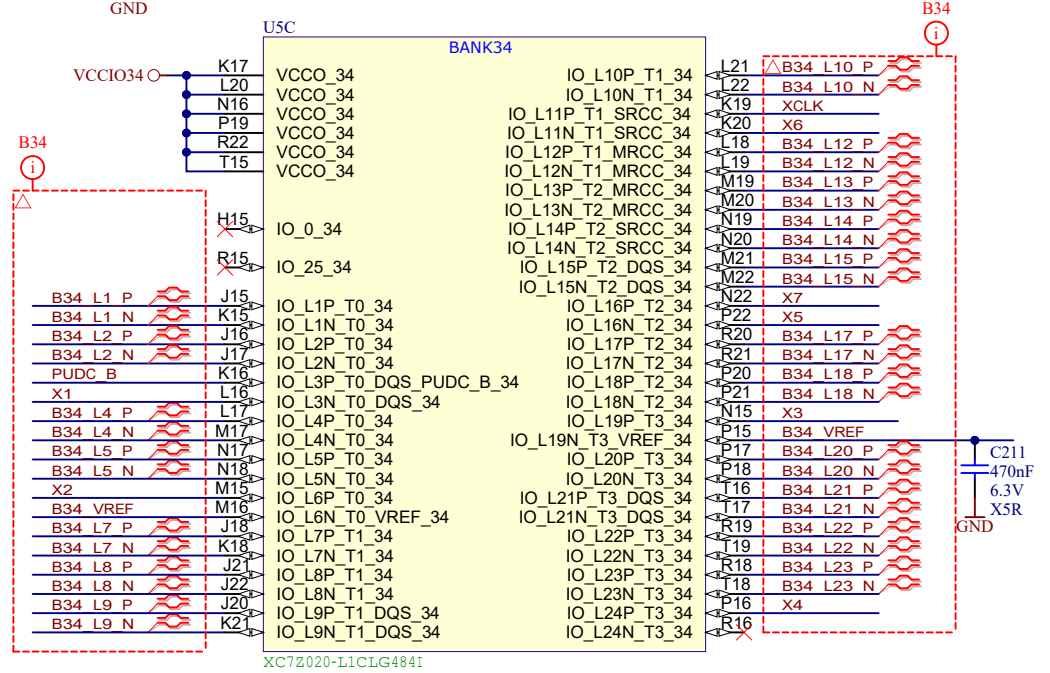 GND
B34
i
U5C
BANK34
VCCIO34
K17 VCCO_34
L20 VCCO_34
N16 VCCO_34
P19 VCCO_34
R22 VCCO_34
T15 VCCO_34
B34
i
H15 IO_0_34
R15 IO_25_34
B34_L1_P J15 IO_L1P_T0_34
B34_L1_N K15 IO_L1N_T0_34
B34_L2_P J16 IO_L2P_T0_34
B34_L2_N J17 IO_L2N_T0_34
PUDC_B K16 IO_L3P_T0_DQS_PUDC_B_34
X1 L16 IO_L3N_T0_DQS_34
B34_L4_P L17 IO_L4P_T0_34
B34_L4_N M17 IO_L4N_T0_34
B34_L5_P N17 IO_L5P_T0_34
B34_L5_N N18 IO_L5N_T0_34
X2 M15 IO_L6P_T0_34
B34_VREF M16 IO_L6N_T0_VREF_34
B34_L7_P J18 IO_L7P_T1_34
B34_L7_N K18 IO_L7N_T1_34
B34_L8_P J21 IO_L8P_T1_34
B34_L8_N J22 IO_L8N_T1_34
B34_L9_P J20 IO_L9P_T1_DQS_34
B34_L9_N K21 IO_L9N_T1_DQS_34
IO_L10P_T1_34 L21 B34_L10_P
IO_L10N_T1_34 L22 B34_L10_N
IO_L11P_T1_SRCC_34 K19 XCLK
IO_L11N_T1_SRCC_34 K20 X6
IO_L12P_T1_MRCC_34 L18 B34_L12_P
IO_L12N_T1_MRCC_34 L19 B34_L12_N
IO_L13P_T2_MRCC_34 M19 B34_L13_P
IO_L13N_T2_MRCC_34 M20 B34_L13_N
IO_L14P_T2_SRCC_34 N19 B34_L14_P
IO_L14N_T2_SRCC_34 N20 B34_L14_N
IO_L15P_T2_DQS_34 M21 B34_L15_P
IO_L15N_T2_DQS_34 M22 B34_L15_N
IO_L16P_T2_34 N22 X7
IO_L16N_T2_34 P22 X5
IO_L17P_T2_34 R20 B34_L17_P
IO_L17N_T2_34 R21 B34_L17_N
IO_L18P_T2_34 P20 B34_L18_P
IO_L18N_T2_34 P21 B34_L18_N
IO_L19P_T3_34 N15 X3
IO_L19N_T3_VREF_34 P15 B34_VREF
IO_L20P_T3_34 P17 B34_L20_P
IO_L20N_T3_34 P18 B34_L20_N
IO_L21P_T3_DQS_34 T16 B34_L21_P
IO_L21N_T3_DQS_34 T17 B34_L21_N
IO_L22P_T3_34 R19 B34_L22_P
IO_L22N_T3_34 T19 B34_L22_N
IO_L23P_T3_34 R18 B34_L23_P
IO_L23N_T3_34 T18 B34_L23_N
IO_L24P_T3_34 P16 X4
IO_L24N_T3_34 R16
C211
470nF
6.3V
X5R
GND
XC7Z020-L1CLG484I